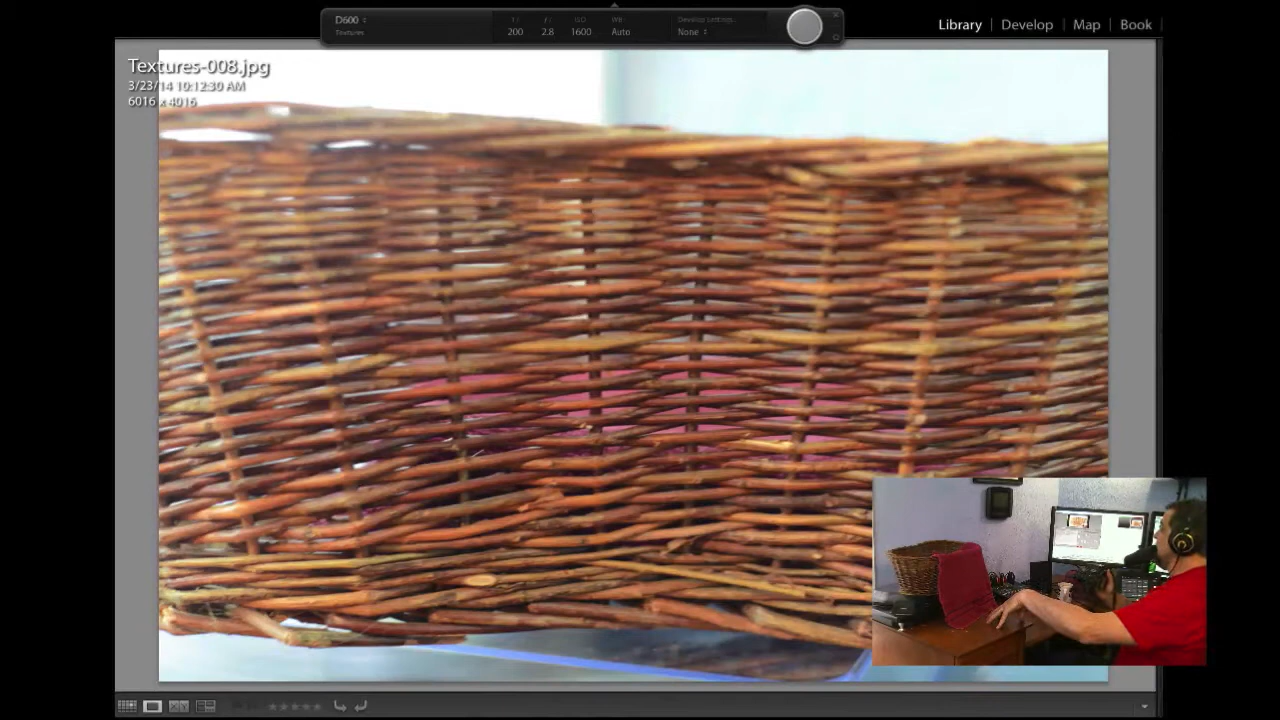 D600
Textures
200 2.8 1600 Auto
Develop Settings
None
Library Develop Map Book
Textures-008.jpg
3/23/14 10:12:30 AM
6016 x 4016